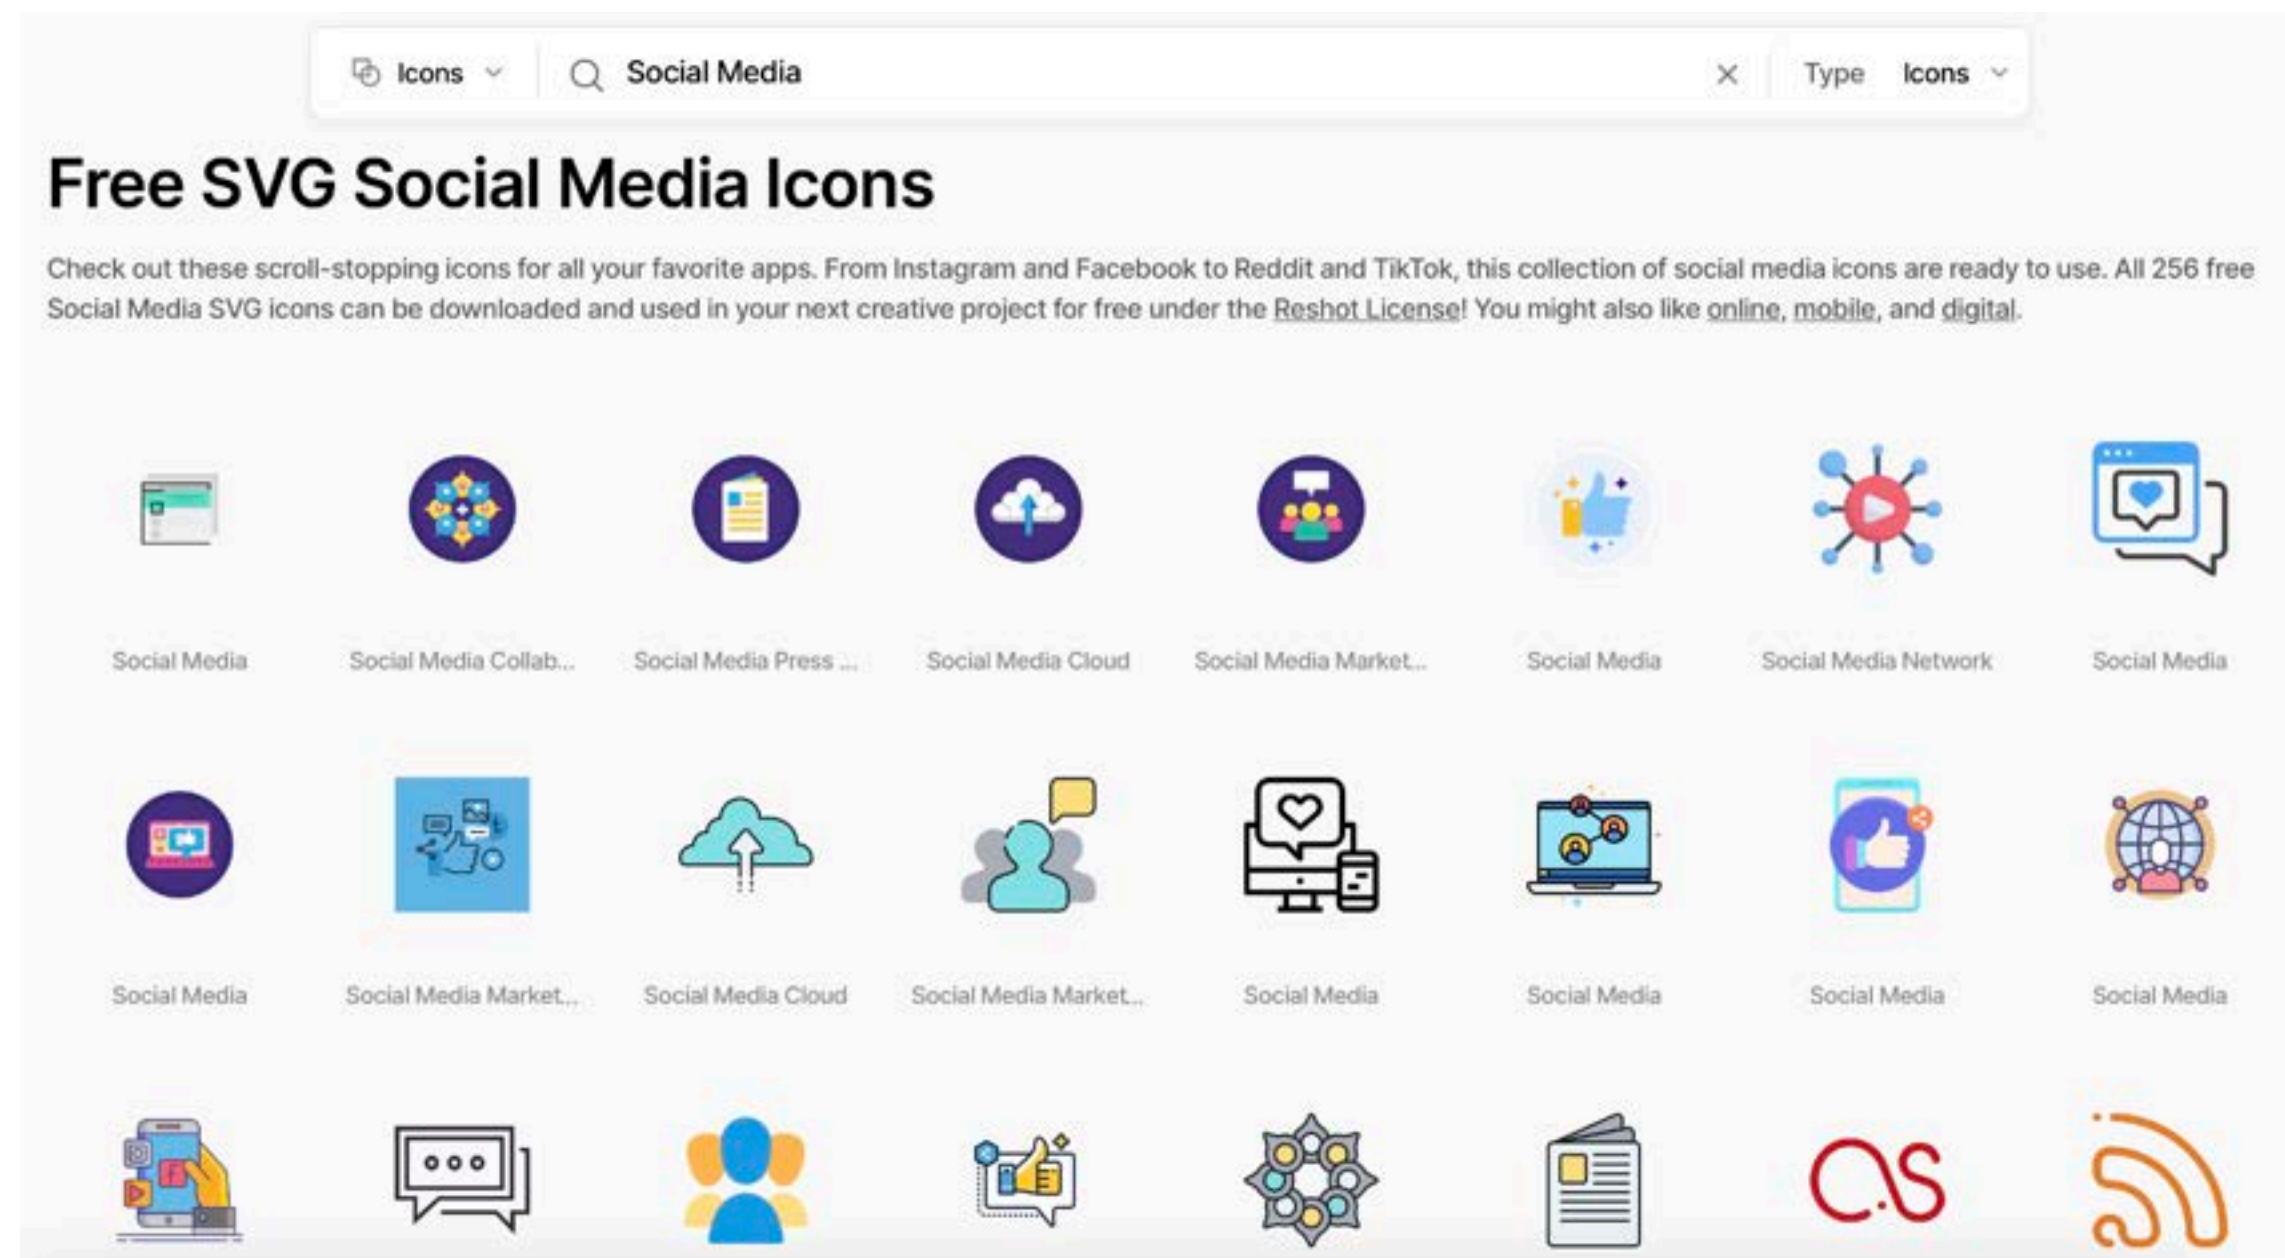 Icons Social Media Type Icons
Free SVG Social Media Icons
Check out these scroll-stopping icons for all your favorite apps. From Instagram and Facebook to Reddit and TikTok, this collection of social media icons are ready to use. All 256 free
Social Media SVG icons can be downloaded and used in your next creative project for free under the Reshot License! You might also like online, mobile, and digital.
Social Media Social Media Collab... Social Media Press ... Social Media Cloud Social Media Market... Social Media Social Media Network Social Media
Social Media Social Media Market... Social Media Cloud Social Media Market... Social Media Social Media Social Media Social Media